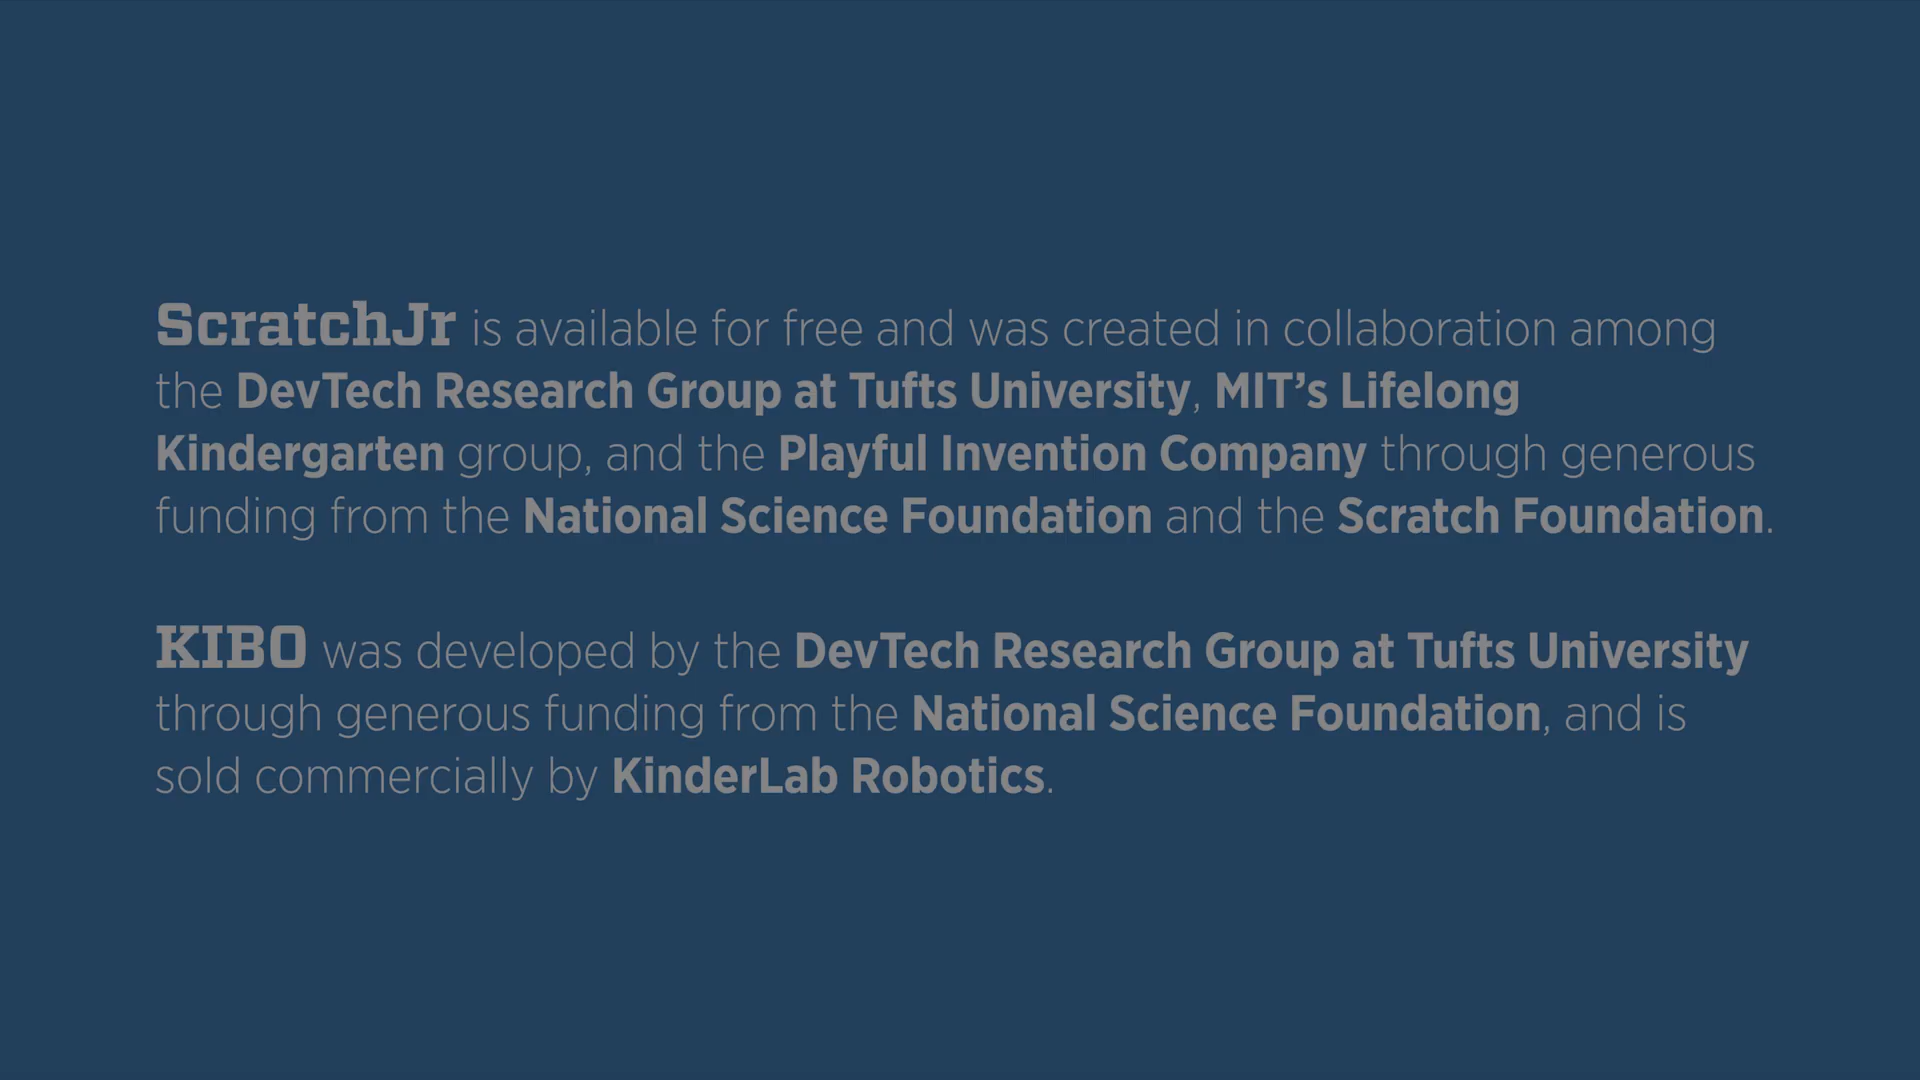 ScratchJr is available for free and was created in collaboration among
the DevTech Research Group at Tufts University, MIT’s Lifelong
Kindergarten group, and the Playful Invention Company through generous
funding from the National Science Foundation and the Scratch Foundation.
KIBO was developed by the DevTech Research Group at Tufts University
through generous funding from the National Science Foundation, and is
sold commercially by KinderLab Robotics.